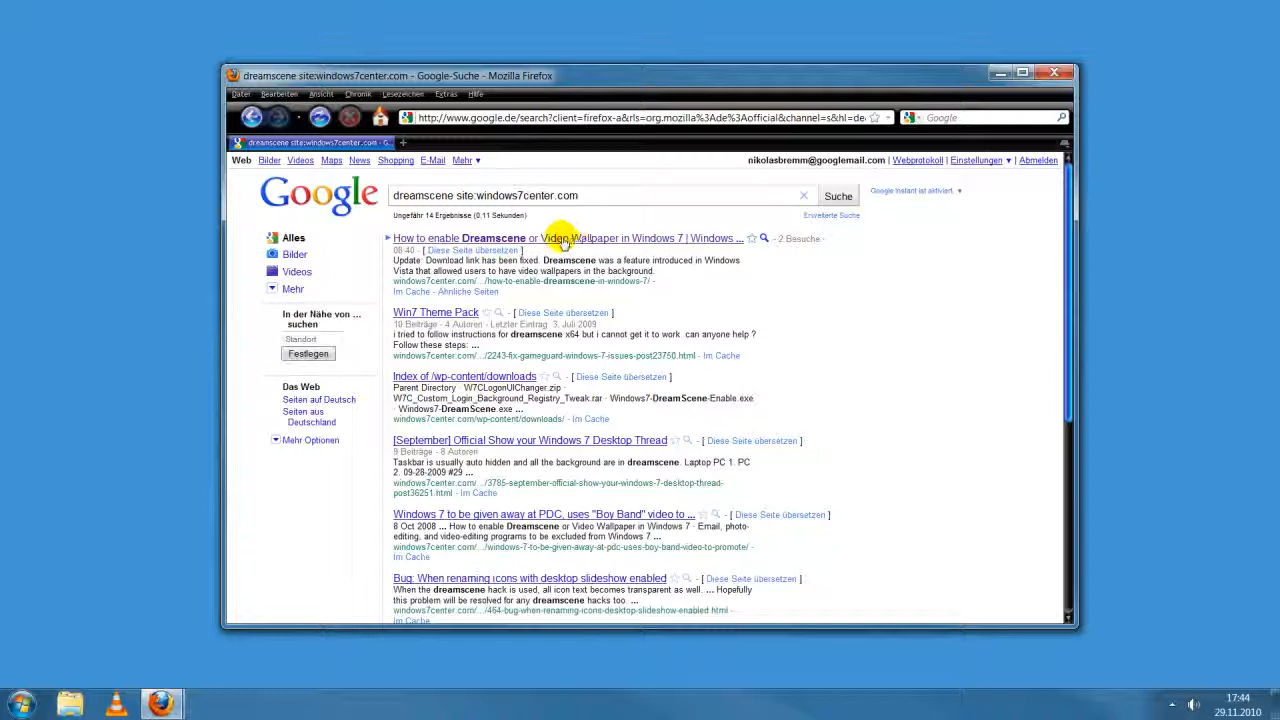 dreamscene site:windows7center.com - Google-Suche - Mozilla Firefox
Datei Bearbeiten Ansicht Chronik Lesezeichen Extras Hilfe
http://www.google.de/search?client=firefox-a&rls=org.mozilla%3Ade%3Aofficial&channel=s&hl=de Google
dreamscene site:windows7center.com - G...
Web Bilder Videos Maps News Shopping E-Mail Mehr ▼ nikolasbremm@googlemail.com | Webprotokoll | Einstellungen ▼ | Abmelden
Google dreamscene site:windows7center.com Suche Google Instant ist aktiviert. ▼
Ungefähr 14 Ergebnisse (0,11 Sekunden) Erweiterte Suche
Alles
Bilder
Videos
Mehr
In der Nähe von ...
suchen
Standort
Festlegen
Das Web
Seiten auf Deutsch
Seiten aus
Deutschland
Mehr Optionen
How to enable Dreamscene or Video Wallpaper in Windows 7 | Windows ... - 2 Besuche -
08:40 - [ Diese Seite übersetzen ]
Update: Download link has been fixed. Dreamscene was a feature introduced in Windows
Vista that allowed users to have video wallpapers in the background.
windows7center.com/.../how-to-enable-dreamscene-in-windows-7/ -
Im Cache - Ähnliche Seiten
Win7 Theme Pack - [ Diese Seite übersetzen ]
10 Beiträge - 4 Autoren - Letzter Eintrag: 3. Juli 2009
i tried to follow instructions for dreamscene x64 but i cannot get it to work. can anyone help ?
Follow these steps: ...
windows7center.com/.../2243-fix-gameguard-windows-7-issues-post23750.html - Im Cache
Index of /wp-content/downloads - [ Diese Seite übersetzen ]
Parent Directory · W7CLogonUIChanger.zip ·
W7C_Custom_Login_Background_Registry_Tweak.rar · Windows7-DreamScene-Enable.exe
· Windows7-DreamScene.exe ...
windows7center.com/wp-content/downloads/ - Im Cache
[September] Official Show your Windows 7 Desktop Thread - [ Diese Seite übersetzen ]
9 Beiträge - 8 Autoren
Taskbar is usually auto hidden and all the background are in dreamscene. Laptop PC 1. PC
2. 09-28-2009 #29 ...
windows7center.com/.../3785-september-official-show-your-windows-7-desktop-thread-
post36251.html - Im Cache
Windows 7 to be given away at PDC, uses "Boy Band" video to ... - [ Diese Seite übersetzen ]
8 Oct 2008 ... How to enable Dreamscene or Video Wallpaper in Windows 7 · Email, photo-
editing, and video-editing programs to be excluded from Windows 7 ...
windows7center.com/.../windows-7-to-be-given-away-at-pdc-uses-boy-band-video-to-promote/ -
Im Cache
Bug: When renaming icons with desktop slideshow enabled - [ Diese Seite übersetzen ]
When the dreamscene hack is used, all icon text becomes transparent as well. ... Hopefully
this problem will be resolved for any dreamscene hacks too. ...
windows7center.com/.../464-bug-when-renaming-icons-desktop-slideshow-enabled.html -
Im Cache
17:44
29.11.2010